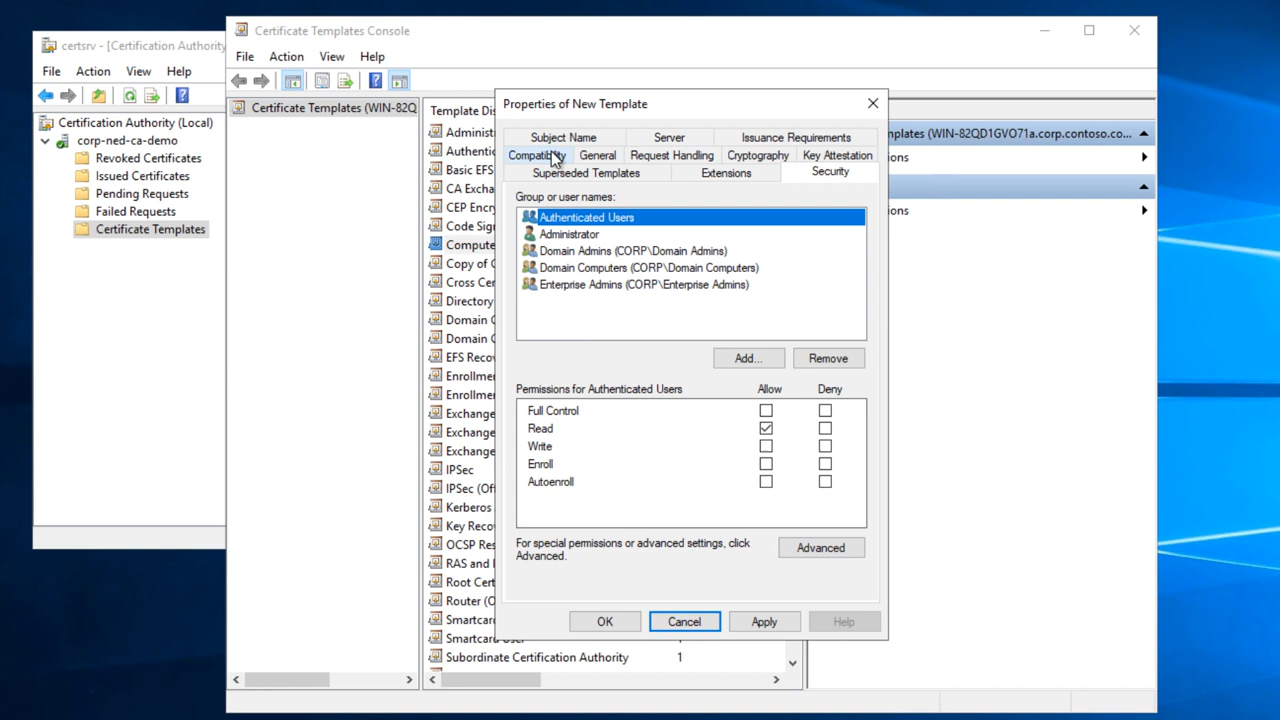 certsrv - [Certification Authority
File Action View Help
Certification Authority (Local)
corp-ned-ca-demo
Revoked Certificates
Issued Certificates
Pending Requests
Failed Requests
Certificate Templates
Certificate Templates Console
File Action View Help
Certificate Templates (WIN-82Q
Template Dis
Administ
Authentic
Basic EFS
CA Excha
CEP Encry
Code Sig
Compute
Copy of C
Cross Cer
Directory
Domain C
Domain C
EFS Reco
Enrollme
Enrollme
Exchange
Exchange
Exchange
IPSec
IPSec (Of
Kerberos
Key Reco
OCSP Res
RAS and I
Root Cert
Router (O
Smartcard
Smartcard User
Subordinate Certification Authority 1
mplates (WIN-82QD1GVO71a.corp.contoso.co...
ons
ons
Properties of New Template
Subject Name Server Issuance Requirements
Compatibility General Request Handling Cryptography Key Attestation
Superseded Templates Extensions Security
Group or user names:
Authenticated Users
Administrator
Domain Admins (CORP\Domain Admins)
Domain Computers (CORP\Domain Computers)
Enterprise Admins (CORP\Enterprise Admins)
Add... Remove
Permissions for Authenticated Users Allow Deny
Full Control
Read
Write
Enroll
Autoenroll
For special permissions or advanced settings, click
Advanced.
Advanced
OK Cancel Apply Help